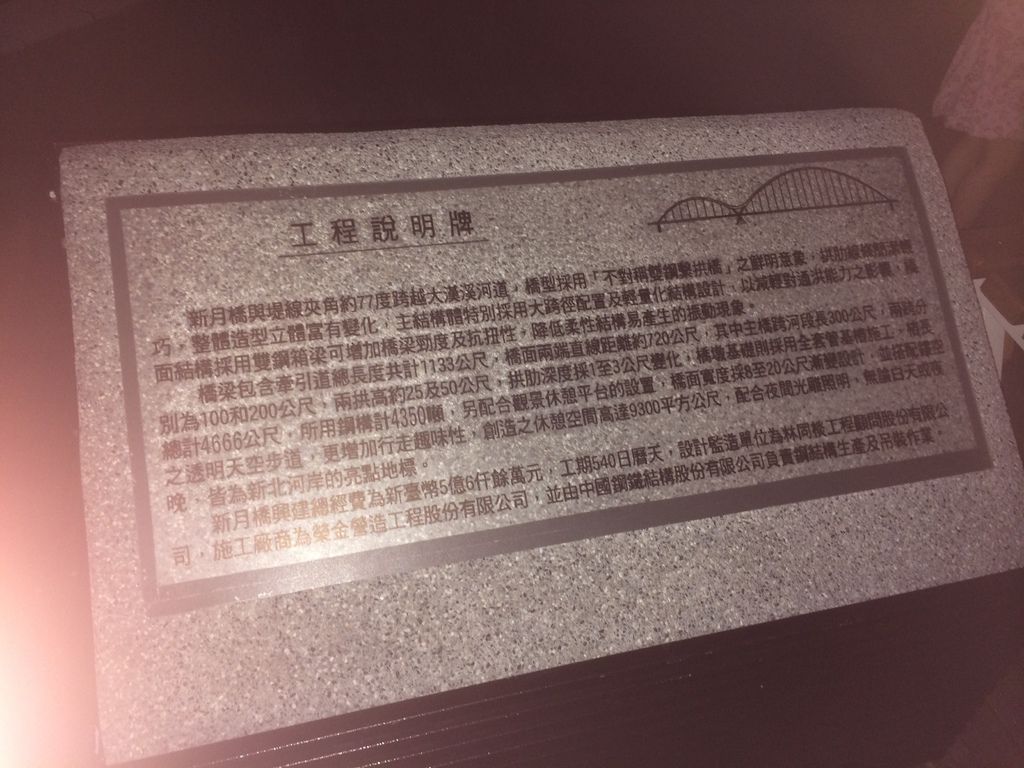 工程說明牌
新月橋與堤線夾角約77度跨越大漢溪河道，橋型採用「不對稱雙鋼繫拱橋」之鮮明意象，拱肋線條簡潔輕
巧，整體造型立體富有變化，主結構體特別採用大跨徑配置及輕量化結構設計，以減輕對通洪能力之影響，橋
面結構採用雙鋼箱梁可增加橋梁勁度及抗扭性，降低柔性結構易產生的振動現象。
橋梁包含牽引道總長度共計1133公尺，橋面兩端直線距離約720公尺，其中主橋跨河段長300公尺，兩跨分
別為100和200公尺，兩拱高約25及50公尺，拱肋深度採1至3公尺變化，橋墩基礎則採用全套管基樁施工，樁長
總計4666公尺，所用鋼構計4350噸，另配合觀景休憩平台的設置，橋面寬度採8至20公尺漸變設計，並搭配鏤空
之透明天空步道，更增加行走趣味性，創造之休憩空間高達9300平方公尺，配合夜間光雕照明，無論白天或夜
晚，皆為新北河岸的亮點地標。
新月橋興建總經費為新臺幣5億6仟餘萬元，工期540日曆天，設計監造單位為林同棪工程顧問股份有限公
司，施工廠商為榮金營造工程股份有限公司，並由中國鋼鐵結構股份有限公司負責鋼結構生產及吊裝作業。